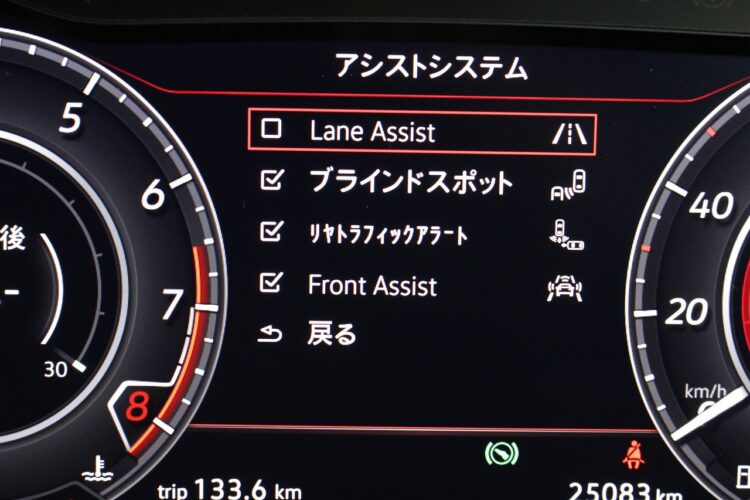 アシストシステム
Lane Assist
ブラインドスポット
ﾘﾔﾄﾗﾌｨｯｸｱﾗｰﾄ
Front Assist
戻る
5
6
7
8
後
30
40
20
km/h
trip 133.6 km
25083 km